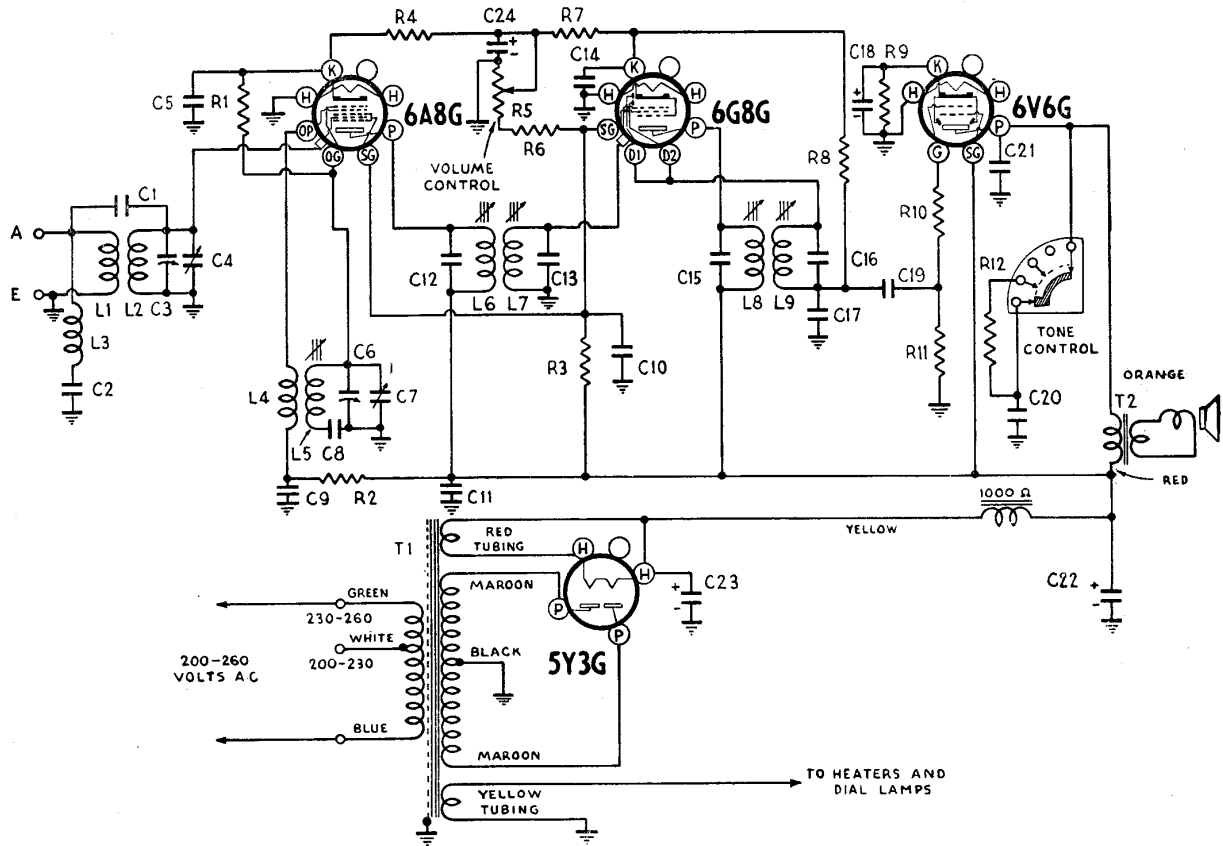 R4
C24
R7
+
-
C18 R9
K
K
K
C14
C5
R1
H
H
H
H
H
H
+
-
R5
6A8G
6G8G
6V6G
OP
P
SG
P
P
OG
SG
R6
D1 D2
G
SG
C21
VOLUME
CONTROL
R8
C1
R10
A
C4
C12
C13
C15
C16
C19
R12
E
L1 L2 C3
L6 L7
L8 L9
C17
L3
R11
TONE
CONTROL
C6
R3
C10
C2
L4
C7
ORANGE
T2
C20
L5 C8
C9
R2
C11
RED
1000 Ω
T1
RED
TUBING
YELLOW
H
H
C23
+
-
C22
+
-
MAROON
GREEN
230-260
P
P
WHITE
BLACK
5Y3G
200-260
VOLTS A.C
200-230
BLUE
MAROON
YELLOW
TUBING
TO HEATERS AND
DIAL LAMPS